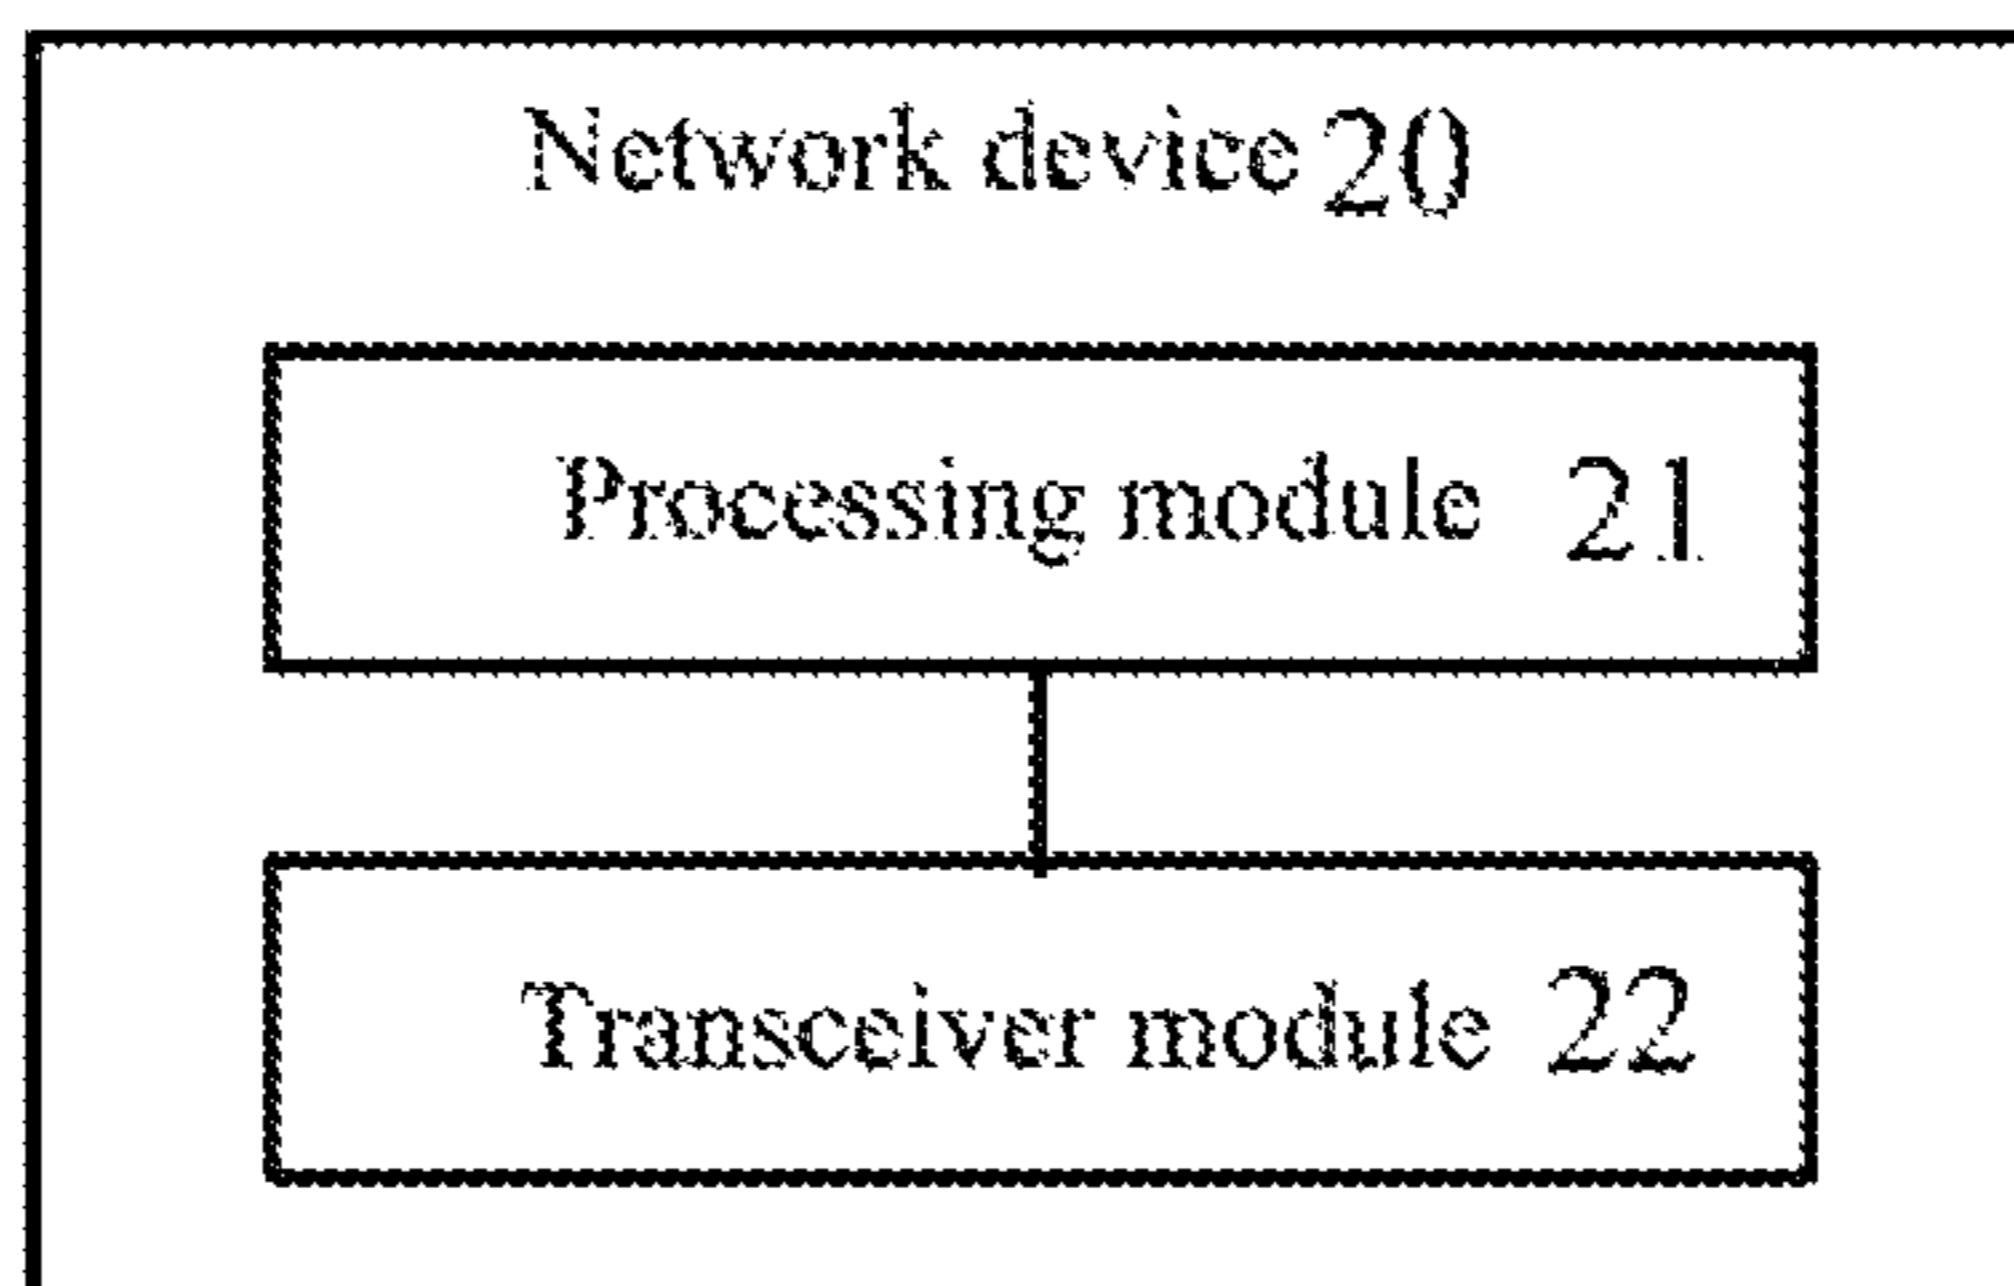 Network device 20
Processing module 21
Transceiver module 22